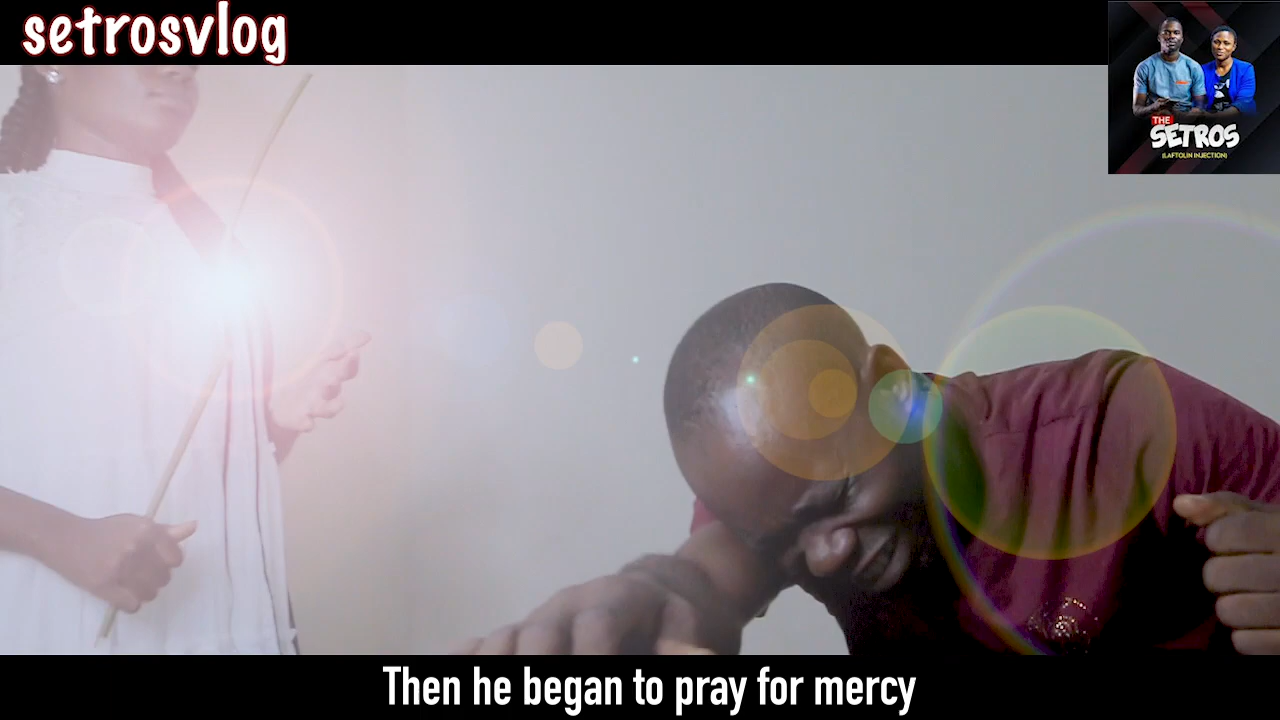 setrosvlog
THE
SETROS
(LAFTOLIN INJECTION)
Then he began to pray for mercy